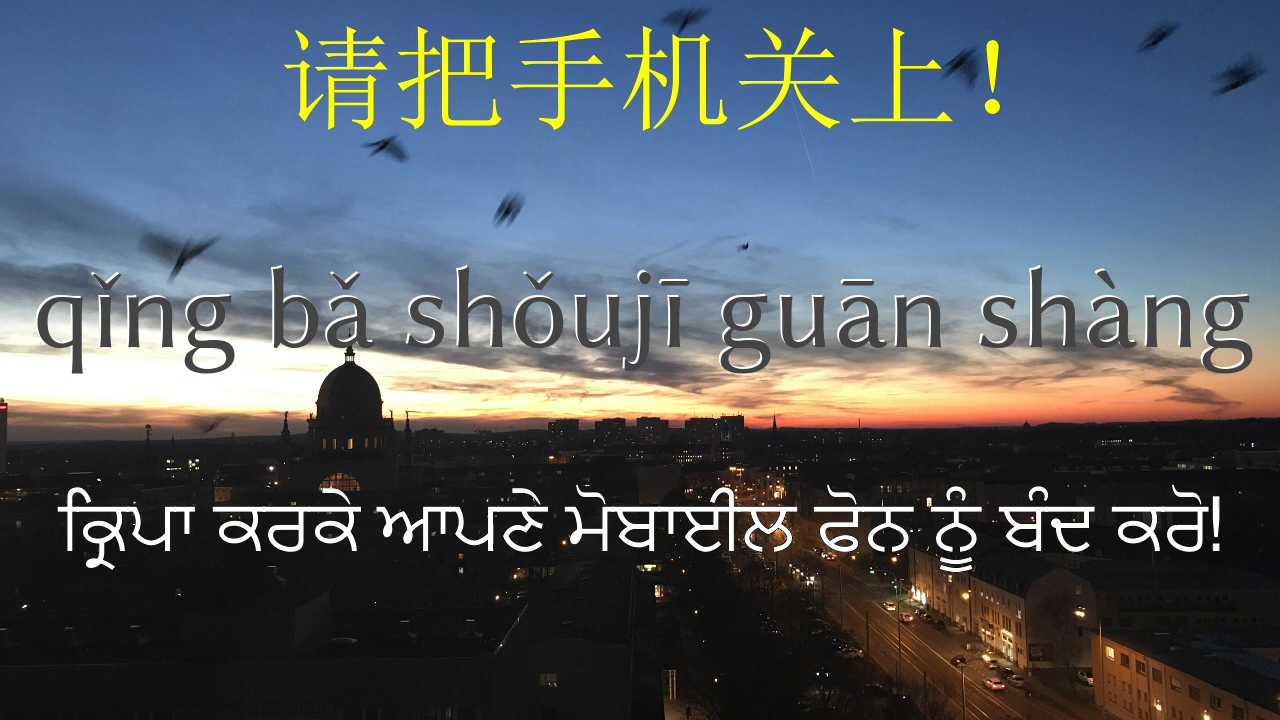 请把手机关上！
qǐng bǎ shǒujī guān shàng
ਕ੍ਰਿਪਾ ਕਰਕੇ ਆਪਣੇ ਮੋਬਾਈਲ ਫੋਨ ਨੂੰ ਬੰਦ ਕਰੋ!